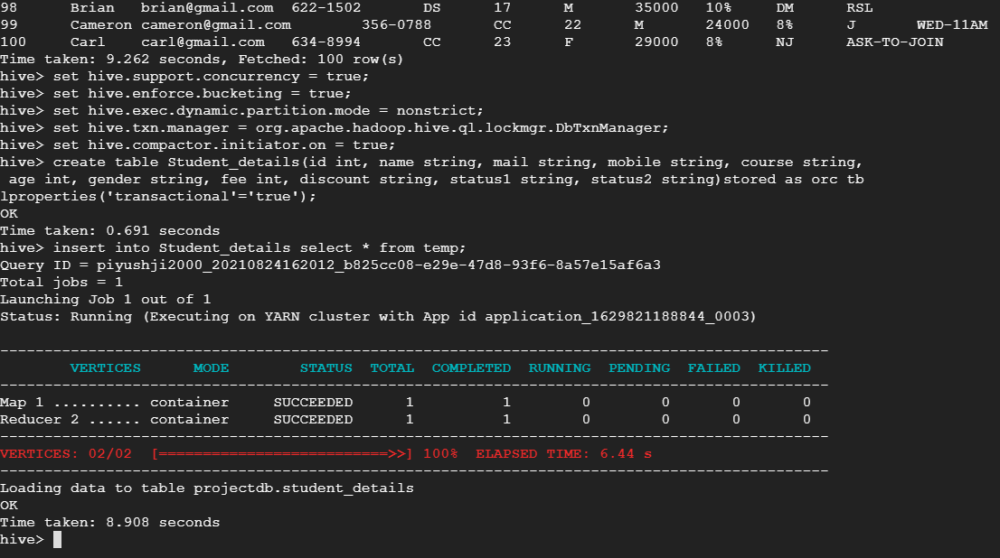 98      Brian   brian@gmail.com  622-1502       DS      17      M       35000   10%     DM      RSL
99      Cameron cameron@gmail.com        356-0788       CC      22      M       24000   8%      J       WED-11AM
100     Carl    carl@gmail.com  634-8994       CC      23      F       29000   8%      NJ      ASK-TO-JOIN
Time taken: 9.262 seconds, Fetched: 100 row(s)
hive> set hive.support.concurrency = true;
hive> set hive.enforce.bucketing = true;
hive> set hive.exec.dynamic.partition.mode = nonstrict;
hive> set hive.txn.manager = org.apache.hadoop.hive.ql.lockmgr.DbTxnManager;
hive> set hive.compactor.initiator.on = true;
hive> create table Student_details(id int, name string, mail string, mobile string, course string,
 age int, gender string, fee int, discount string, status1 string, status2 string)stored as orc tb
lproperties('transactional'='true');
OK
Time taken: 0.691 seconds
hive> insert into Student_details select * from temp;
Query ID = piyushji2000_20210824162012_b825cc08-e29e-47d8-93f6-8a57e15af6a3
Total jobs = 1
Launching Job 1 out of 1
Status: Running (Executing on YARN cluster with App id application_1629821188844_0003)
----------------------------------------------------------------------------------------------
        VERTICES      MODE        STATUS  TOTAL  COMPLETED  RUNNING  PENDING  FAILED  KILLED
----------------------------------------------------------------------------------------------
Map 1 .......... container     SUCCEEDED      1          1        0        0       0       0
Reducer 2 ...... container     SUCCEEDED      1          1        0        0       0       0
----------------------------------------------------------------------------------------------
VERTICES: 02/02  [==========================>>] 100%  ELAPSED TIME: 6.44 s
----------------------------------------------------------------------------------------------
Loading data to table projectdb.student_details
OK
Time taken: 8.908 seconds
hive>